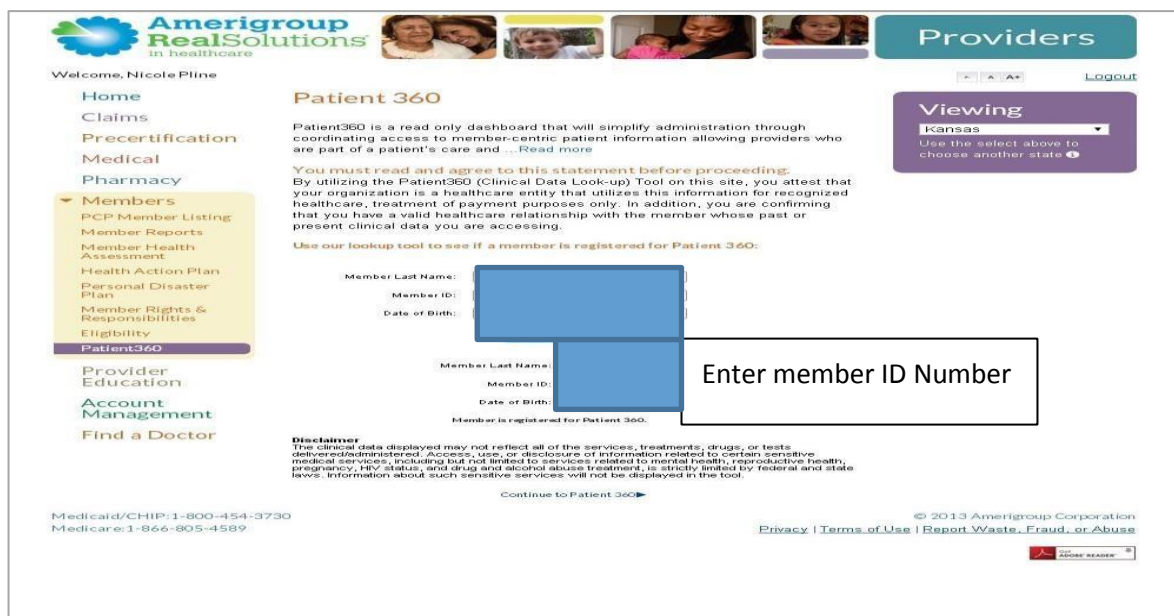 Amerigroup
RealSolutions
in healthcare
Providers
Welcome, Nicole Pline
A A A+
Logout
Home
Claims
Precertification
Medical
Pharmacy
Members
PCP Member Listing
Member Reports
Member Health
Assessment
Health Action Plan
Personal Disaster
Plan
Member Rights &
Responsibilities
Eligibility
Patient360
Provider
Education
Account
Management
Find a Doctor
Patient 360
Patient360 is a read only dashboard that will simplify administration through
coordinating access to member-centric patient information allowing providers who
are part of a patient's care and ...Read more
You must read and agree to this statement before proceeding.
By utilizing the Patient360 (Clinical Data Look-up) Tool on this site, you attest that
your organization is a healthcare entity that utilizes this information for recognized
healthcare, treatment of payment purposes only. In addition, you are confirming
that you have a valid healthcare relationship with the member whose past or
present clinical data you are accessing.
Use our lookup tool to see if a member is registered for Patient 360:
Member Last Name:
Member ID:
Date of Birth:
Member Last Name:
Member ID:
Date of Birth:
Member is registered for Patient 360.
Enter member ID Number
Disclaimer
The clinical data displayed may not reflect all of the services, treatments, drugs, or tests
delivered/administered. Access, use, or disclosure of information related to certain sensitive
medical services, including but not limited to services related to mental health, reproductive health,
pregnancy, HIV status, and drug and alcohol abuse treatment, is strictly limited by federal and state
laws. Information about such sensitive services will not be displayed in the tool.
Continue to Patient 360
Viewing
Kansas
Use the select above to
choose another state
Medicaid/CHIP:1-800-454-3730
Medicare:1-866-805-4589
© 2013 Amerigroup Corporation
Privacy | Terms of Use | Report Waste, Fraud, or Abuse
Get
ADOBE® READER®